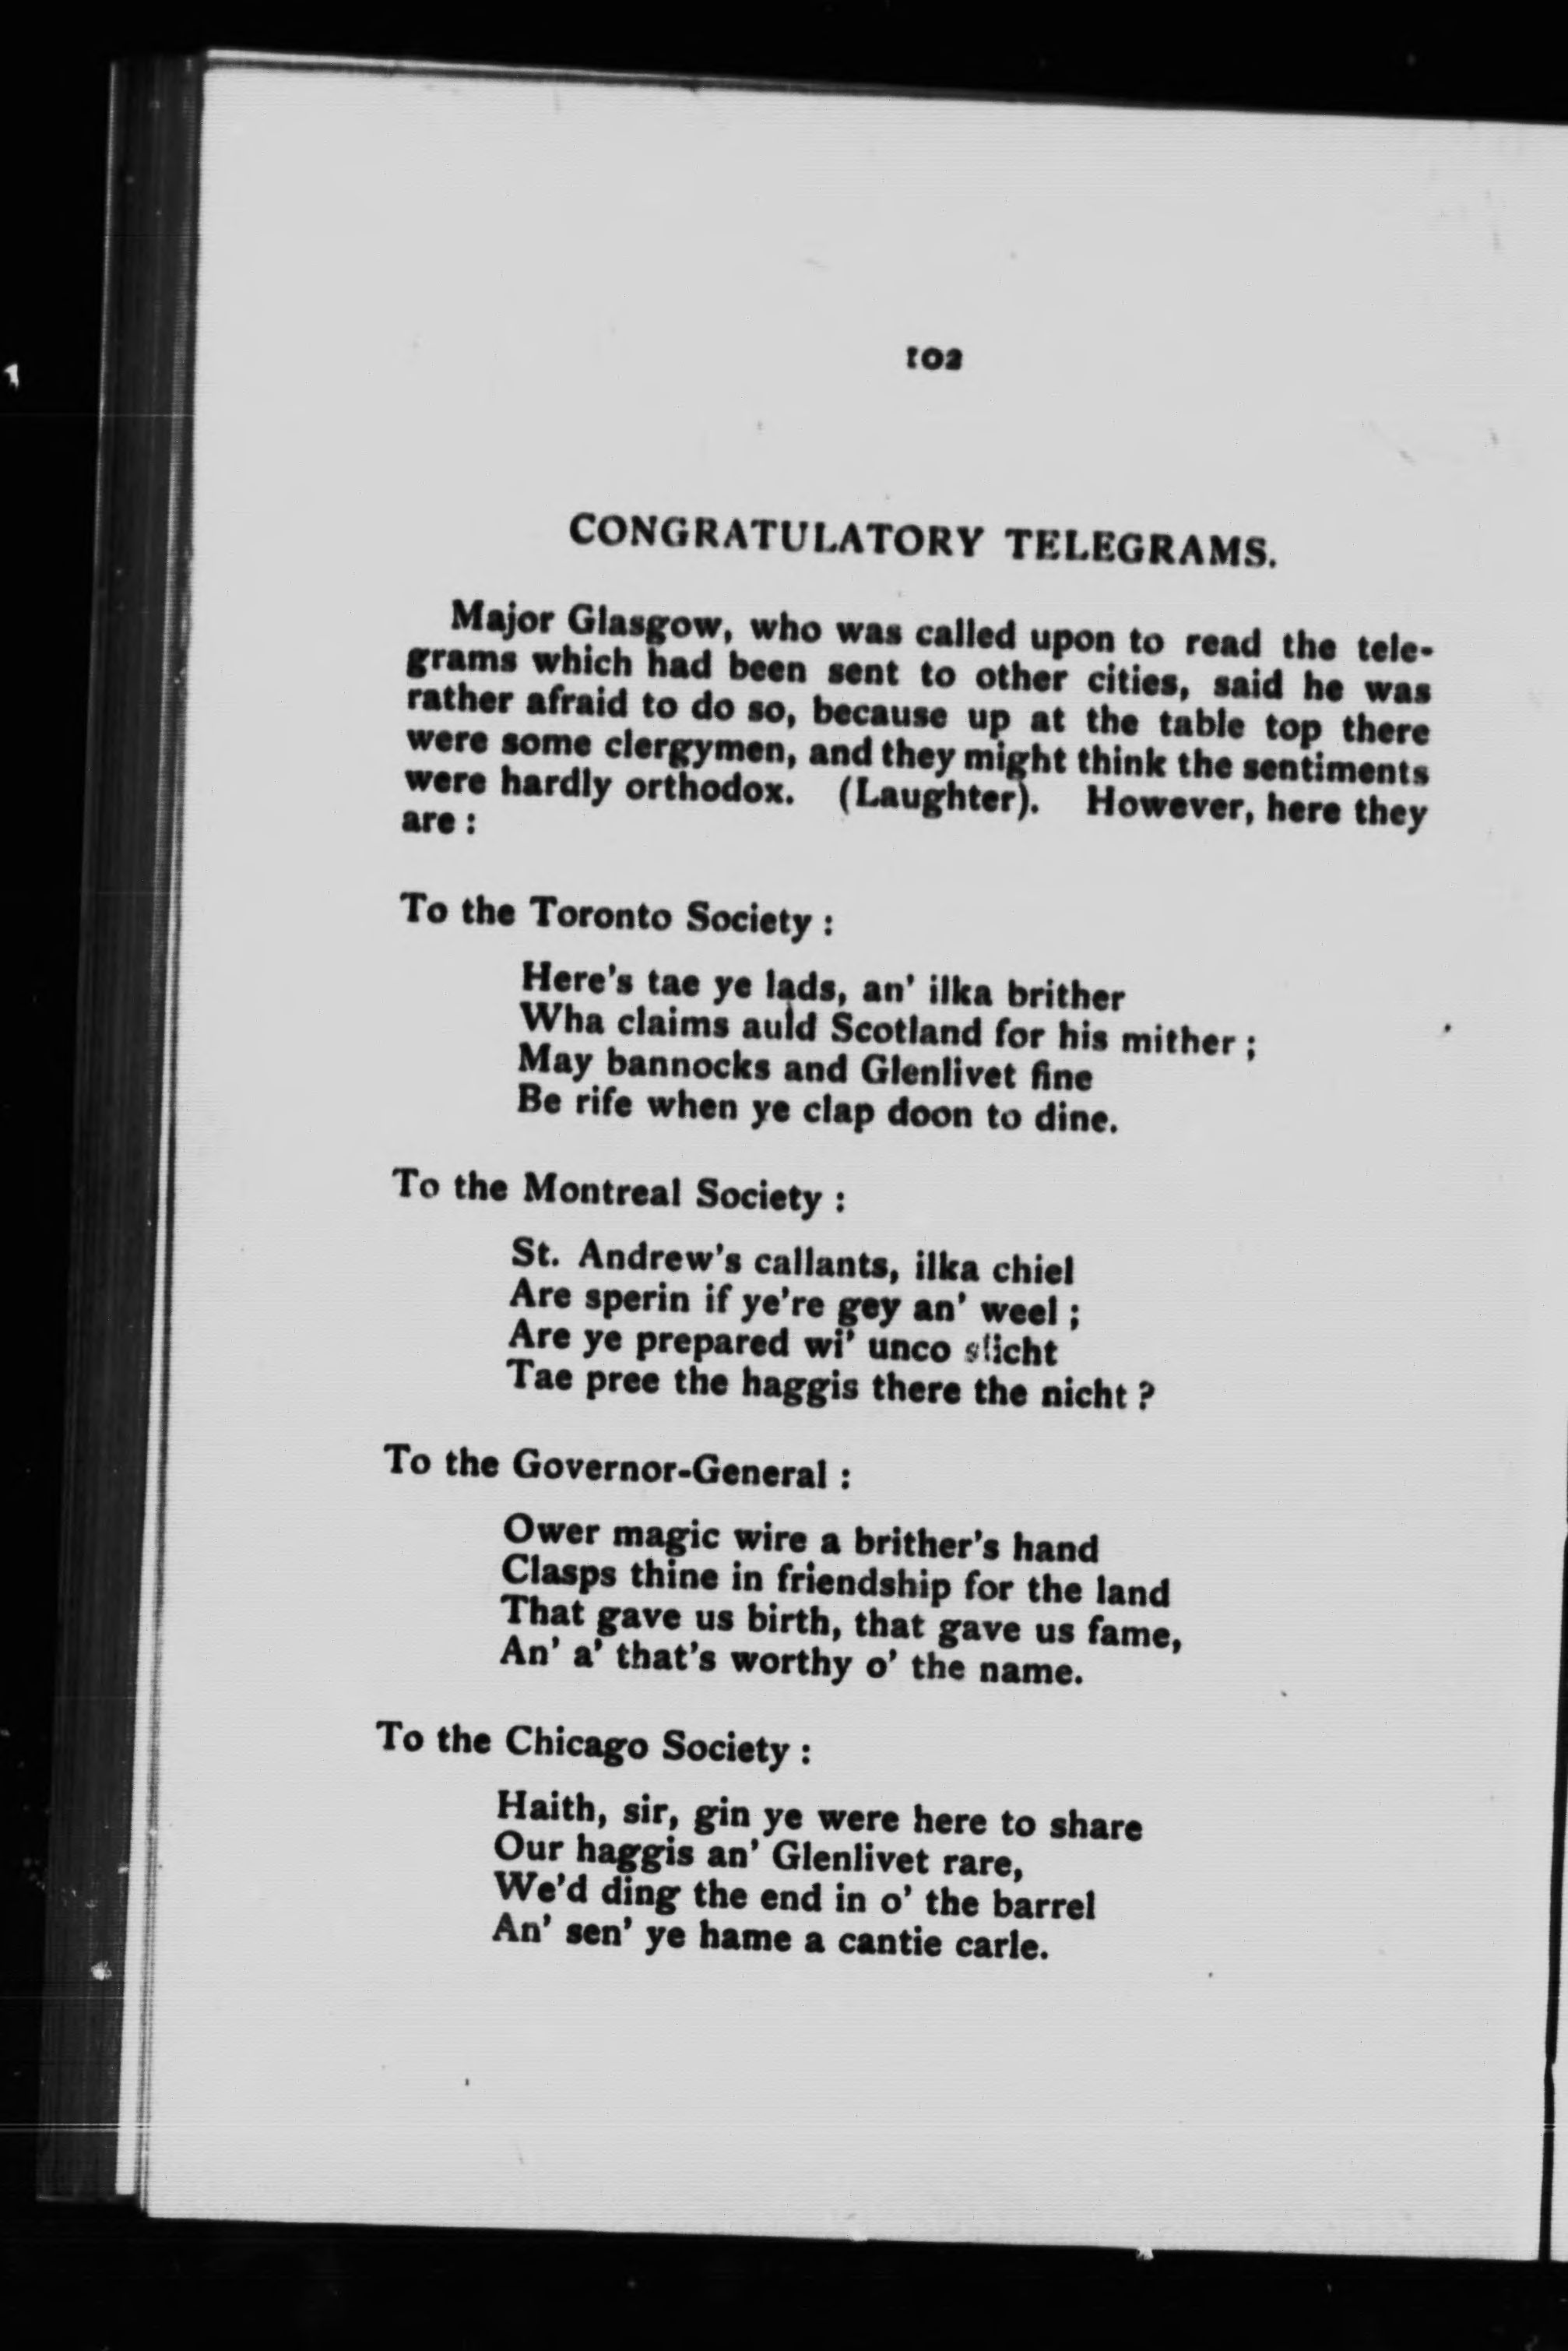 102
CONGRATULATORY TELEGRAMS.
Major Glasgow, who was called upon to read the tele-
grams which had been sent to other cities, said he was
rather afraid to do so, because up at the table top there
were some clergymen, and they might think the sentiments
were hardly orthodox. (Laughter). However, here they
are :
To the Toronto Society :
Here's tae ye lads, an' ilka brither
Wha claims auld Scotland for his mither ;
May bannocks and Glenlivet fine
Be rife when ye clap doon to dine.
To the Montreal Society :
St. Andrew's callants, ilka chiel
Are sperin if ye're gey an' weel ;
Are ye prepared wi' unco slicht
Tae pree the haggis there the nicht ?
To the Governor-General :
Ower magic wire a brither's hand
Clasps thine in friendship for the land
That gave us birth, that gave us fame,
An' a' that's worthy o' the name.
To the Chicago Society :
Haith, sir, gin ye were here to share
Our haggis an' Glenlivet rare,
We'd ding the end in o' the barrel
An' sen' ye hame a cantie carle.